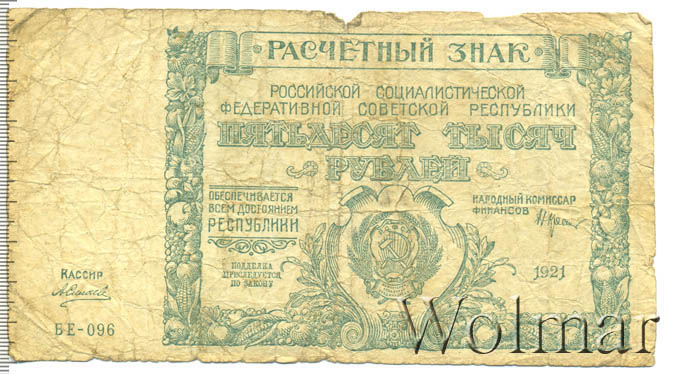 РАСЧЕТНЫЙ ЗНАК
РОССИЙСКОЙ СОЦИАЛИСТИЧЕСКОЙ
ФЕДЕРАТИВНОЙ СОВЕТСКОЙ РЕСПУБЛИКИ
ПЯТЬДЕСЯТ ТЫСЯЧ
РУБЛЕЙ
ОБЕСПЕЧИВАЕТСЯ
ВСЕМ ДОСТОЯНИЕМ
РЕСПУБЛИКИ
НАРОДНЫЙ КОМИССАР
ФИНАНСОВ
ПОДДЕЛКА
ПРЕСЛЕДУЕТСЯ
ПО ЗАКОНУ
1921
КАССИР
БЕ-096
Wolmar